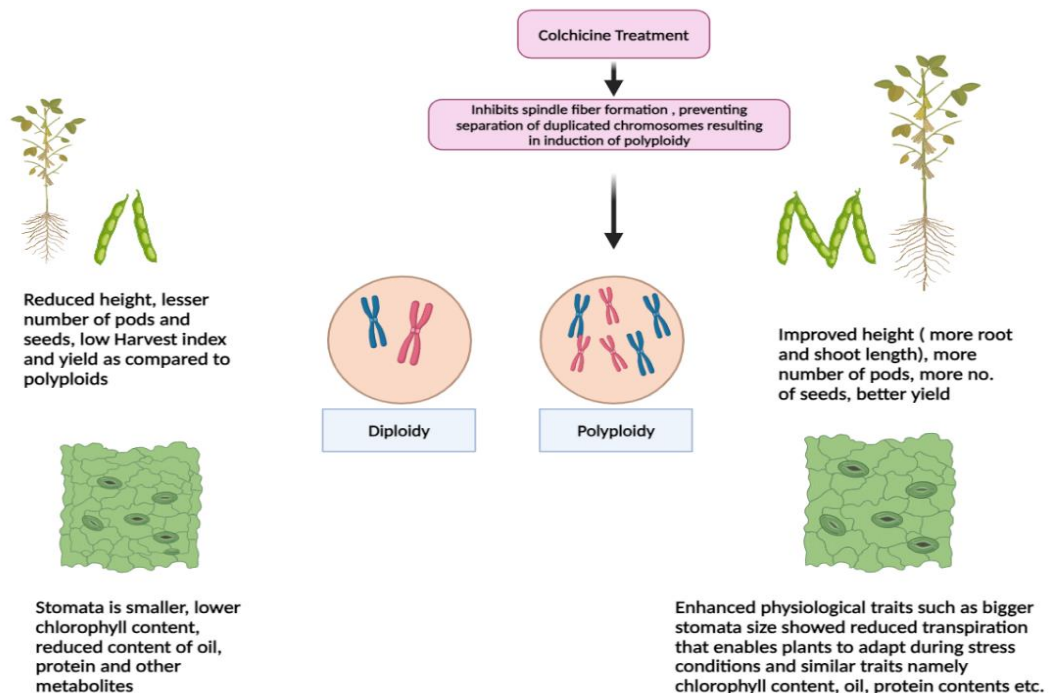 Colchicine Treatment
Inhibits spindle fiber formation , preventing
separation of duplicated chromosomes resulting
in induction of polyploidy
Reduced height, lesser
number of pods and
seeds, low Harvest index
and yield as compared to
polyploids
Improved height ( more root
and shoot length), more
number of pods, more no.
of seeds, better yield
Diploidy
Polyploidy
Stomata is smaller, lower
chlorophyll content,
reduced content of oil,
protein and other
metabolites
Enhanced physiological traits such as bigger
stomata size showed reduced transpiration
that enables plants to adapt during stress
conditions and similar traits namely
chlorophyll content, oil, protein contents etc.